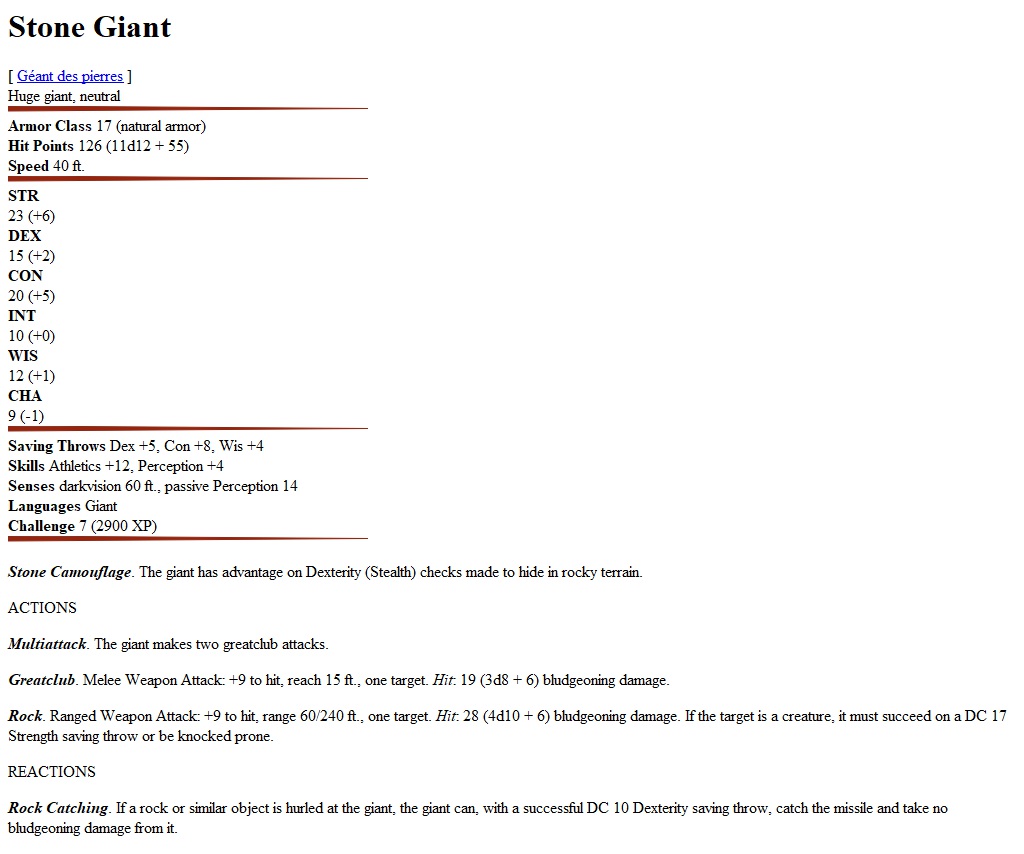 Stone Giant
[ Géant des pierres ]
Huge giant, neutral
Armor Class 17 (natural armor)
Hit Points 126 (11d12 + 55)
Speed 40 ft.
STR
23 (+6)
DEX
15 (+2)
CON
20 (+5)
INT
10 (+0)
WIS
12 (+1)
CHA
9 (-1)
Saving Throws Dex +5, Con +8, Wis +4
Skills Athletics +12, Perception +4
Senses darkvision 60 ft., passive Perception 14
Languages Giant
Challenge 7 (2900 XP)
Stone Camouflage. The giant has advantage on Dexterity (Stealth) checks made to hide in rocky terrain.
ACTIONS
Multiattack. The giant makes two greatclub attacks.
Greatclub. Melee Weapon Attack: +9 to hit, reach 15 ft., one target. Hit: 19 (3d8 + 6) bludgeoning damage.
Rock. Ranged Weapon Attack: +9 to hit, range 60/240 ft., one target. Hit: 28 (4d10 + 6) bludgeoning damage. If the target is a creature, it must succeed on a DC 17
Strength saving throw or be knocked prone.
REACTIONS
Rock Catching. If a rock or similar object is hurled at the giant, the giant can, with a successful DC 10 Dexterity saving throw, catch the missile and take no
bludgeoning damage from it.